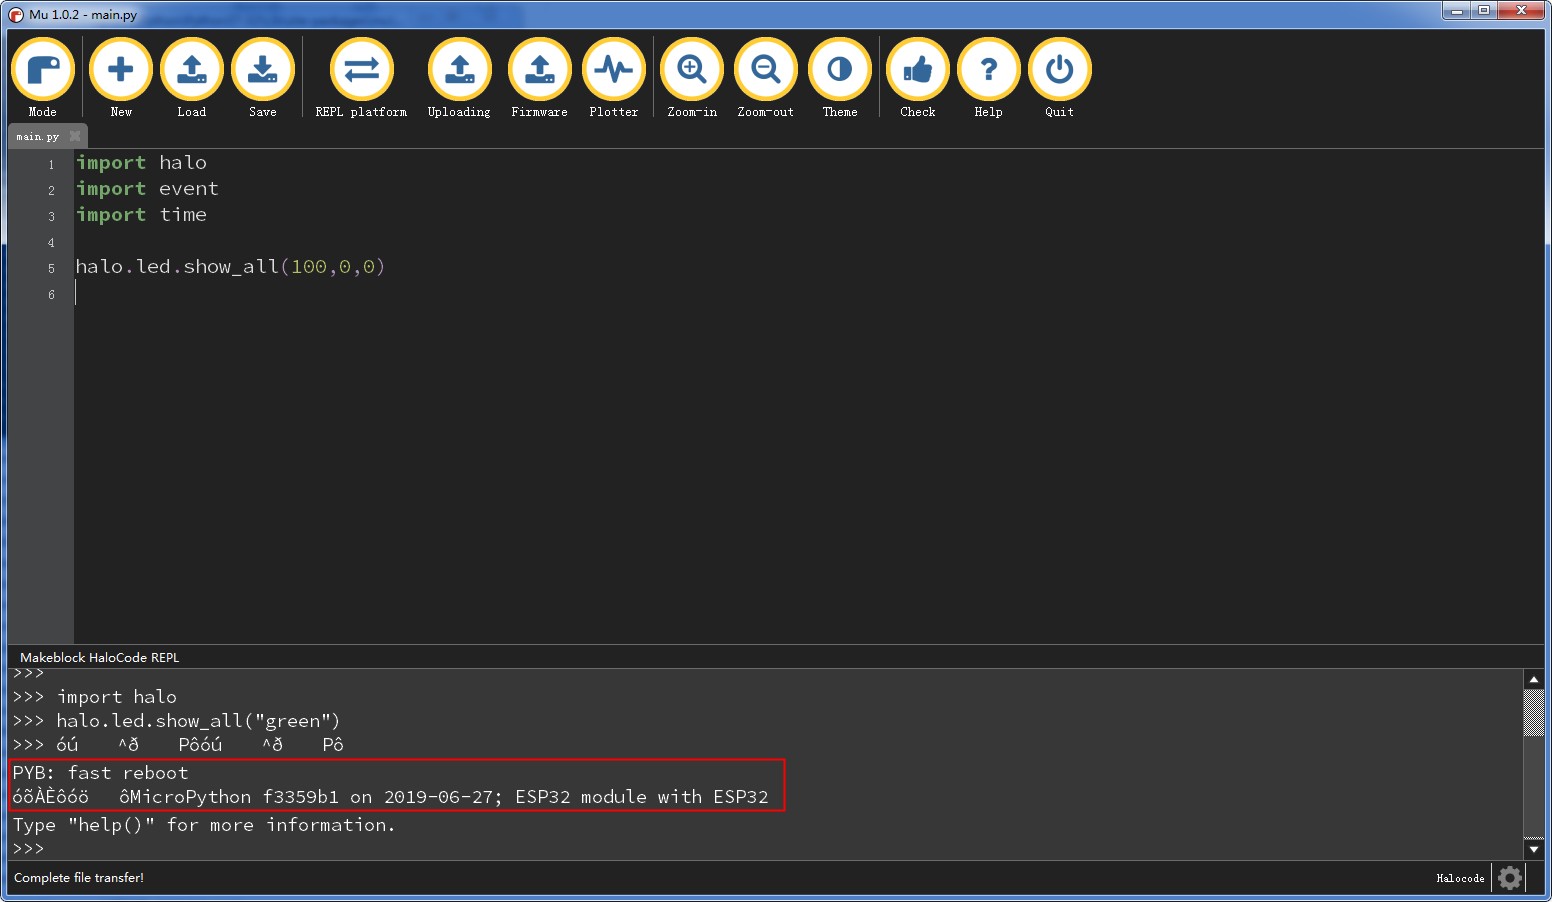 Mu 1.0.2 - main.py
Mode New Load Save REPL platform Uploading Firmware Plotter Zoom-in Zoom-out Theme Check Help Quit
main.py
1 import halo
2 import event
3 import time
4
5 halo.led.show_all(100,0,0)
6
Makeblock HaloCode REPL
>>>
>>> import halo
>>> halo.led.show_all("green")
>>> óú ^ð Pôóú ^ð Pô
PYB: fast reboot
óõÀÈôóö ôMicroPython f3359b1 on 2019-06-27; ESP32 module with ESP32
Type "help()" for more information.
>>>
Complete file transfer!
Halocode